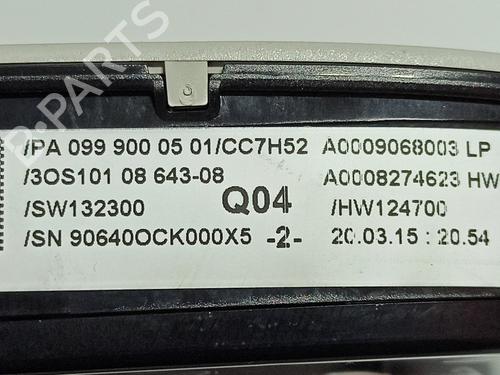 B-PARTS
/PA 099 900 05 01/CC7H52 A0009068003 LP
/3OS101 08 643-08 A0008274623 HW
/SW132300 Q04 /HW124700
/SN 90640OCK000X5 -2- 20.03.15 : 20.54